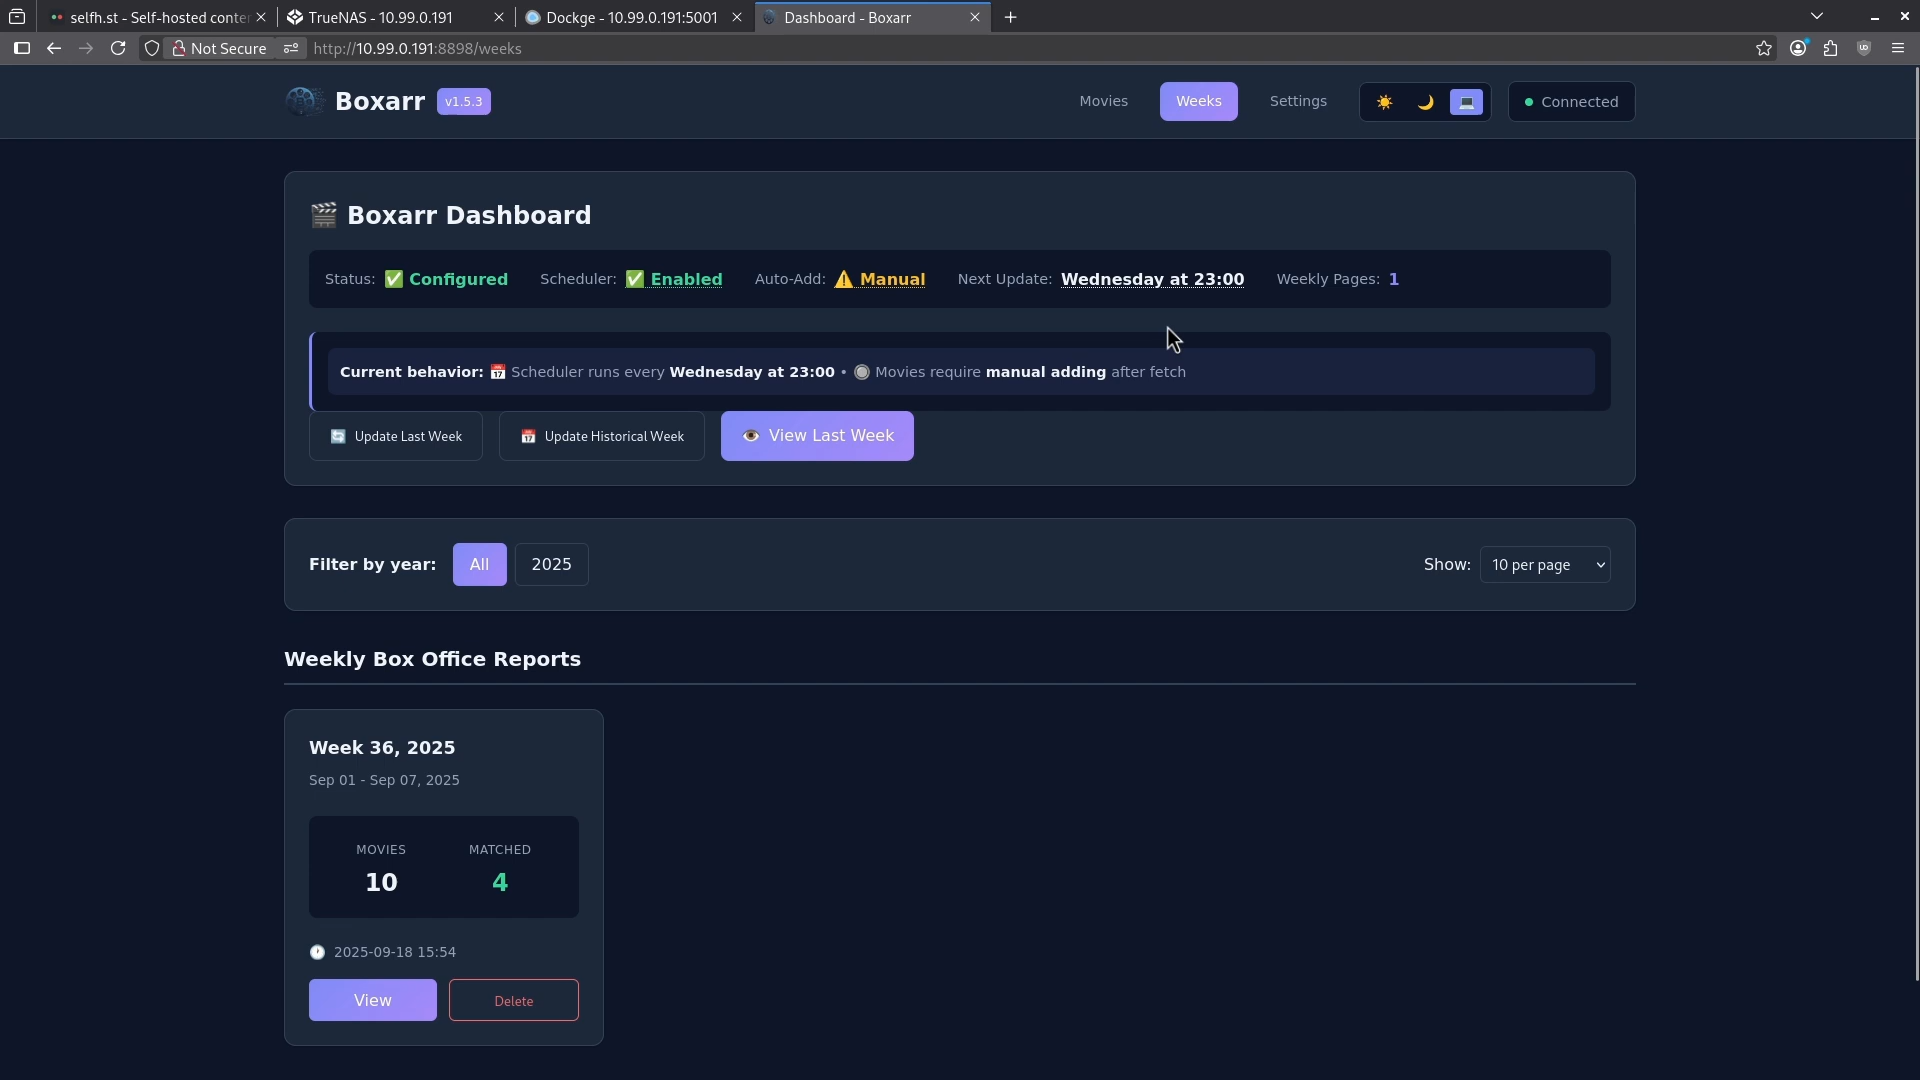 selfh.st - Self-hosted conte
TrueNAS - 10.99.0.191
Dockge - 10.99.0.191:5001
Dashboard - Boxarr
Not Secure
http://10.99.0.191:8898/weeks
Boxarr
v1.5.3
Movies
Weeks
Settings
Connected
Boxarr Dashboard
Status: ✅ Configured
Scheduler: ✅ Enabled
Auto-Add: ⚠️ Manual
Next Update: Wednesday at 23:00
Weekly Pages: 1
Current behavior: 📅 Scheduler runs every Wednesday at 23:00 • 🔘 Movies require manual adding after fetch
Update Last Week
Update Historical Week
View Last Week
Filter by year:
All
2025
Show:
10 per page
Weekly Box Office Reports
Week 36, 2025
Sep 01 - Sep 07, 2025
MOVIES
MATCHED
10
4
2025-09-18 15:54
View
Delete